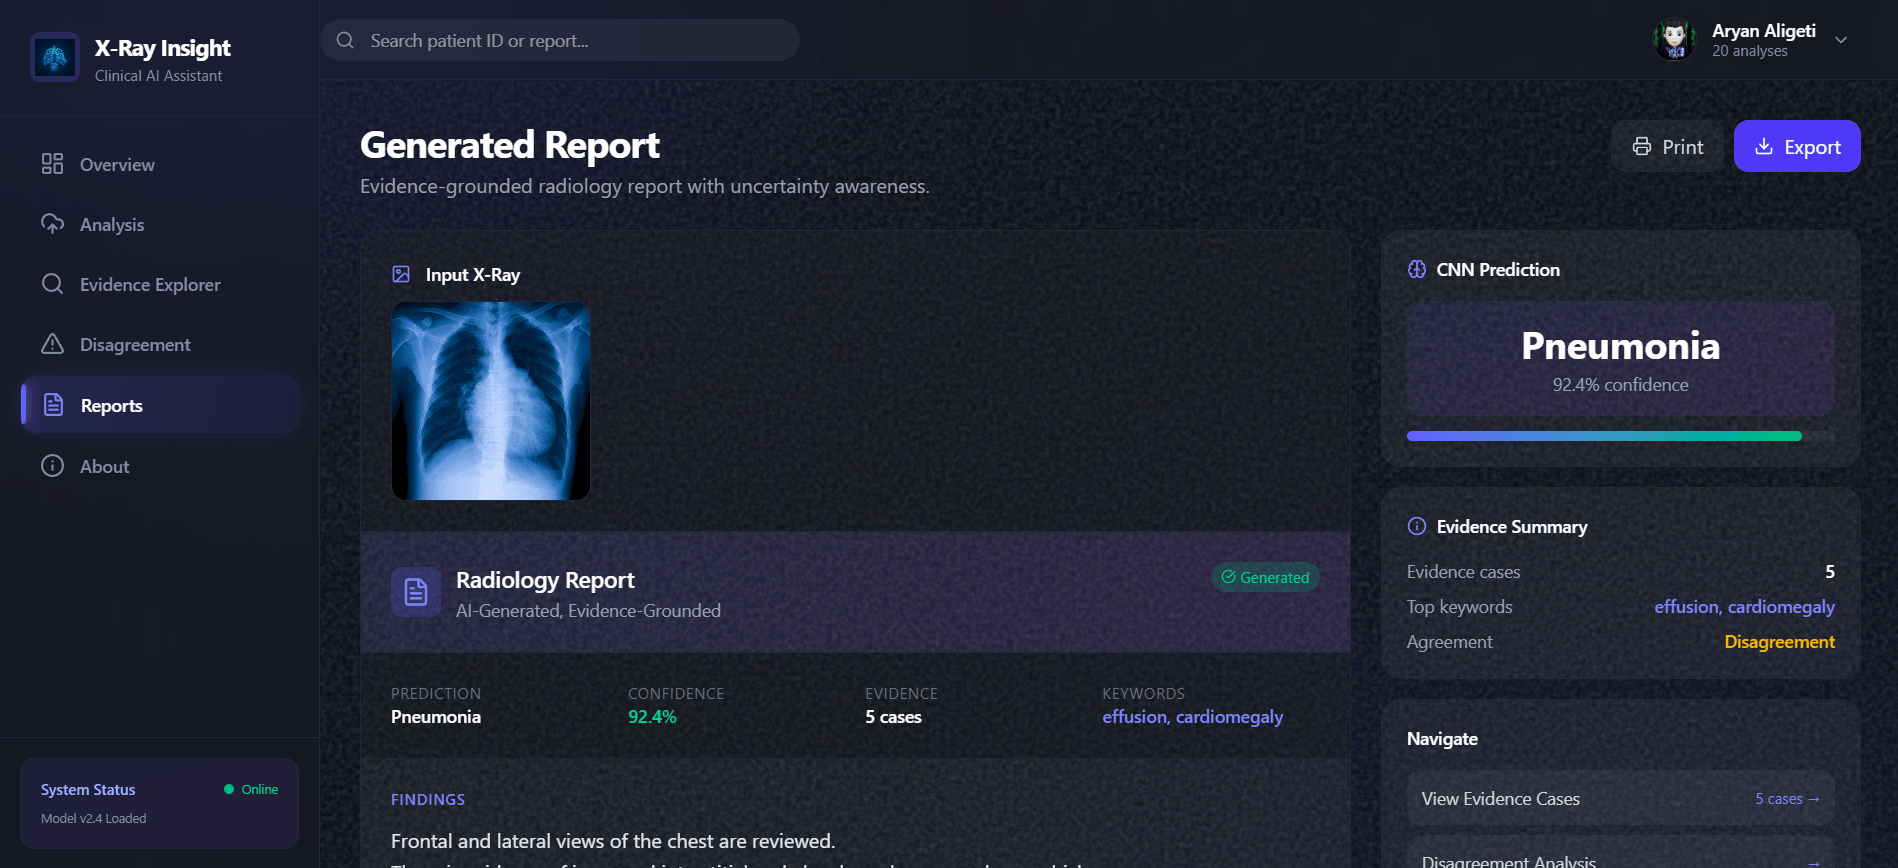 X-Ray Insight
Clinical AI Assistant
Search patient ID or report...
Aryan Aligeti
20 analyses
Overview
Analysis
Evidence Explorer
Disagreement
Reports
About
System Status
Online
Model v2.4 Loaded
Generated Report
Evidence-grounded radiology report with uncertainty awareness.
Print
Export
Input X-Ray
Radiology Report
AI-Generated, Evidence-Grounded
Generated
PREDICTION
Pneumonia
CONFIDENCE
92.4%
EVIDENCE
5 cases
KEYWORDS
effusion, cardiomegaly
FINDINGS
Frontal and lateral views of the chest are reviewed.
CNN Prediction
Pneumonia
92.4% confidence
Evidence Summary
Evidence cases 5
Top keywords effusion, cardiomegaly
Agreement Disagreement
Navigate
View Evidence Cases 5 cases →
Disagreement Analysis →